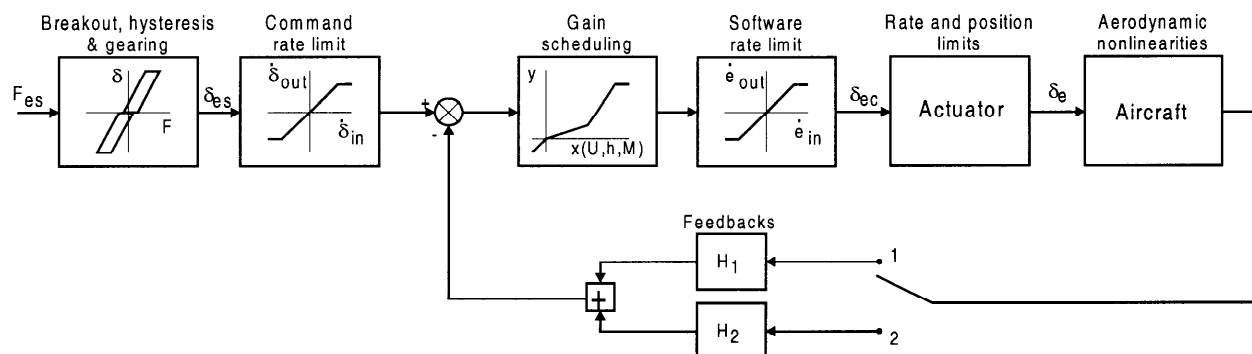 Breakout, hysteresis
& gearing
Command
rate limit
Gain
scheduling
Software
rate limit
Rate and position
limits
Aerodynamic
nonlinearities
F_es
δ
F
δ_es
δ̇_out
δ̇_in
+
-
y
x(U,h,M)
ė_out
ė_in
δ_ec
Actuator
δ_e
Aircraft
Feedbacks
H_1
1
+
H_2
2